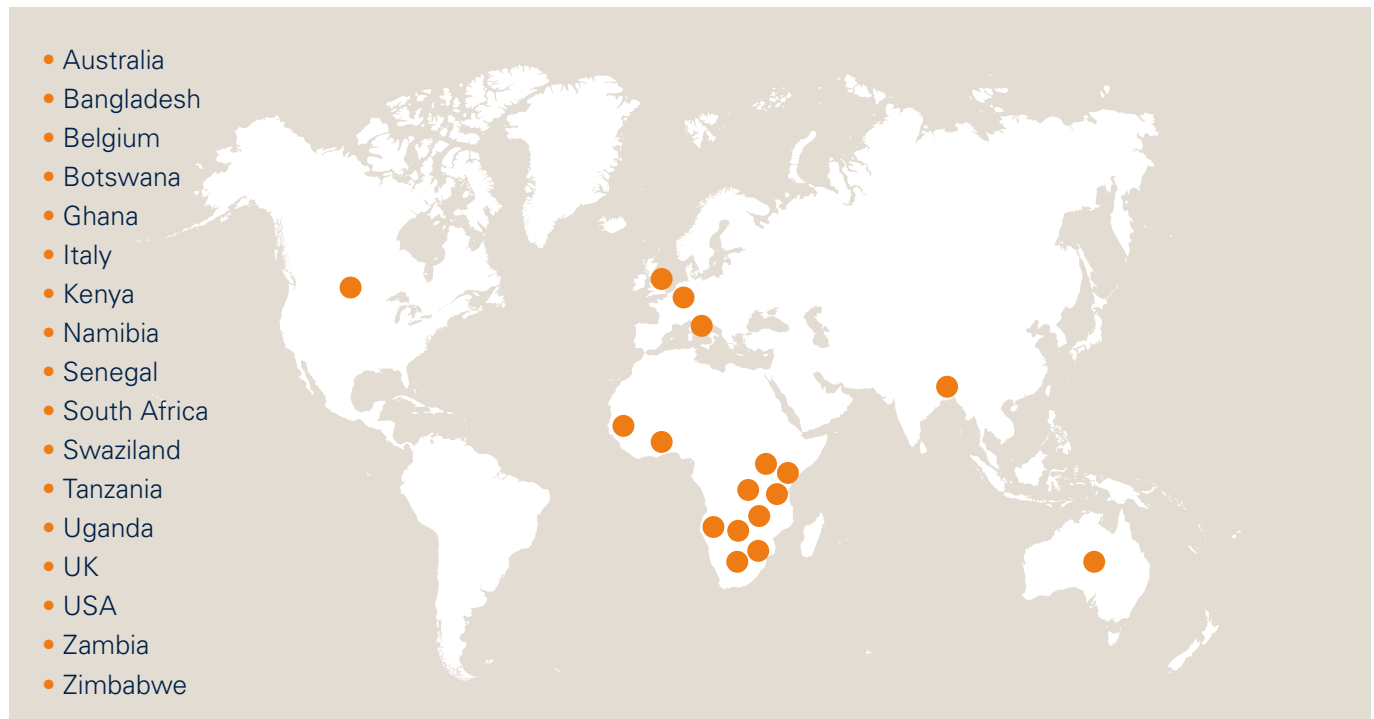 • Australia
• Bangladesh
• Belgium
• Botswana
• Ghana
• Italy
• Kenya
• Namibia
• Senegal
• South Africa
• Swaziland
• Tanzania
• Uganda
• UK
• USA
• Zambia
• Zimbabwe